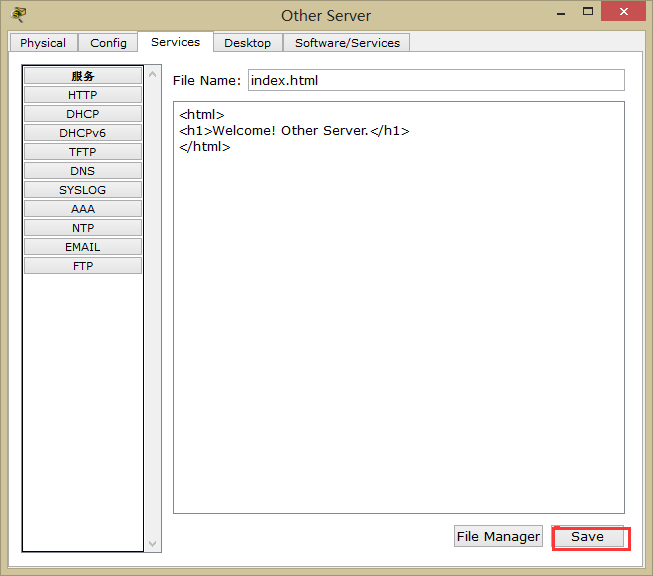 Other Server
Physical Config Services Desktop Software/Services
服务
HTTP
DHCP
DHCPv6
TFTP
DNS
SYSLOG
AAA
NTP
EMAIL
FTP
File Name: index.html
<html>
<h1>Welcome! Other Server.</h1>
</html>
File Manager Save